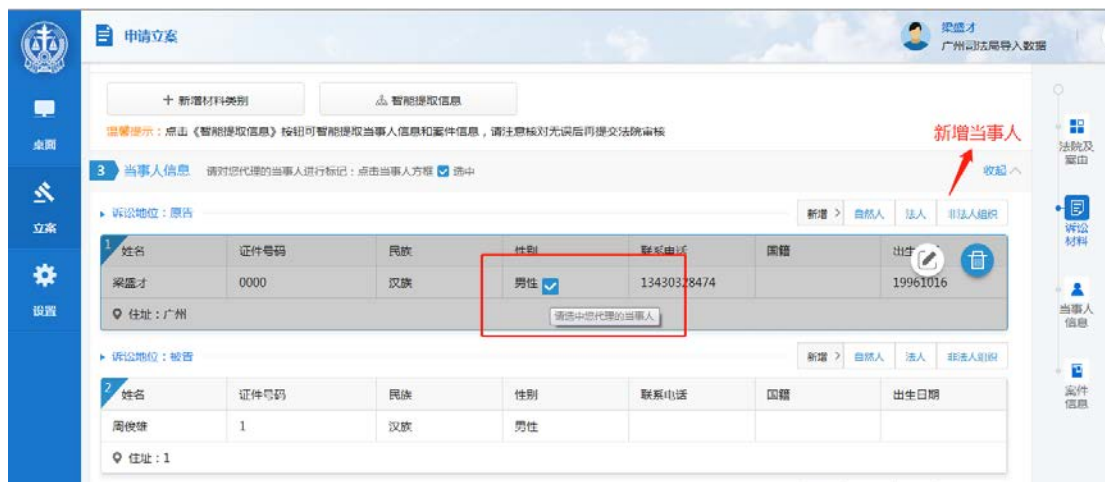 申请立案
梁盛才
广州司法局导入数据
桌面
立案
设置
+ 新增材料类别
智能提取信息
温馨提示：点击《智能提取信息》按钮可智能提取当事人信息和案件信息，请注意核对无误后再提交法院审核
新增当事人
3 当事人信息 请对您代理的当事人进行标记：点击当事人方框 选中
收起
诉讼地位：原告
新增 > 自然人 法人 非法人组织
1 姓名 证件号码 民族 性别 联系电话 国籍 出生
梁盛才 0000 汉族 男性 13430328474 19961016
住址：广州
请选中您代理的当事人
诉讼地位：被告
新增 > 自然人 法人 非法人组织
2 姓名 证件号码 民族 性别 联系电话 国籍 出生日期
周俊雄 1 汉族 男性
住址：1
法院及
案由
诉讼
材料
当事人
信息
案件
信息